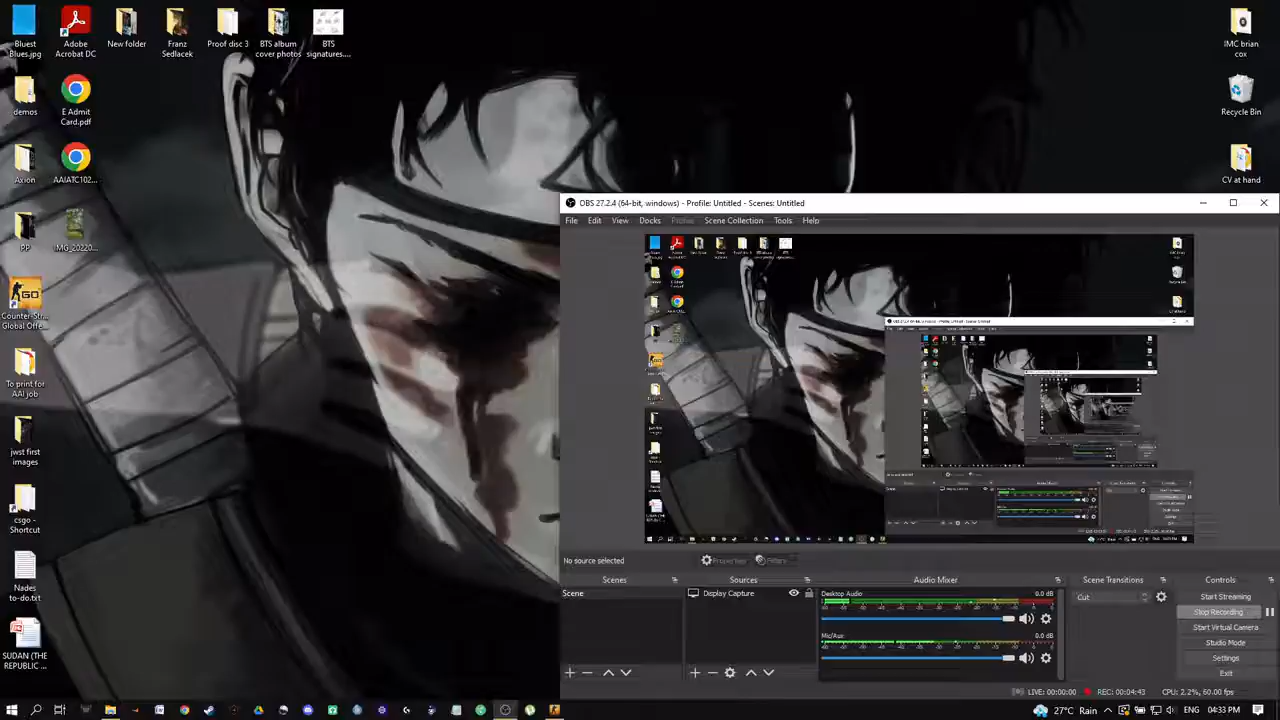 Bluest
Blues.jpg
Adobe
Acrobat DC
New folder
Franz
Sedlacek
Proof disc 3
BTS album
cover photos
BTS
signatures....
IMC brian
cox
demos
E Admit
Card.pdf
Recycle Bin
Axion
AAIATC102...
CV at hand
PP
IMG-20220...
Counter-Str...
Global Offe...
To print for
AAI job
jwst first
images
csgo -
Shortcut
Nades
to-do.txt
SUDAN (THE
REPUBLIC ...
OBS 27.2.4 (64-bit, windows) - Profile: Untitled - Scenes: Untitled
File Edit View Docks Profile Scene Collection Tools Help
No source selected
Properties
Filters
Scenes
Sources
Audio Mixer
Scene Transitions
Controls
Scene
Display Capture
Desktop Audio
0.0 dB
Mic/Aux
0.0 dB
Cut
Start Streaming
Stop Recording
Start Virtual Camera
Studio Mode
Settings
Exit
LIVE: 00:00:00
REC: 00:04:43
CPU: 2.2%, 60.00 fps
27°C Rain
ENG
04:33 PM